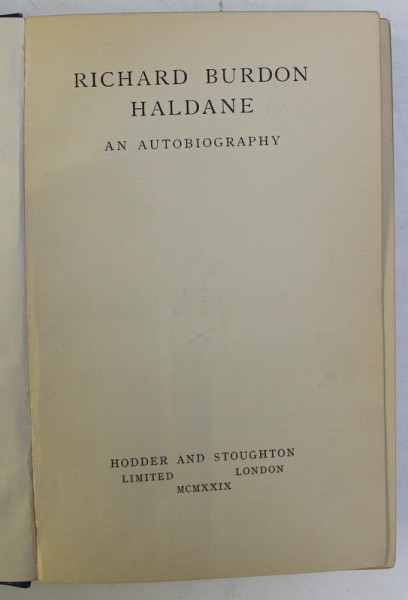 RICHARD BURDON
HALDANE
AN AUTOBIOGRAPHY
HODDER AND STOUGHTON
LIMITED LONDON
MCMXXIX